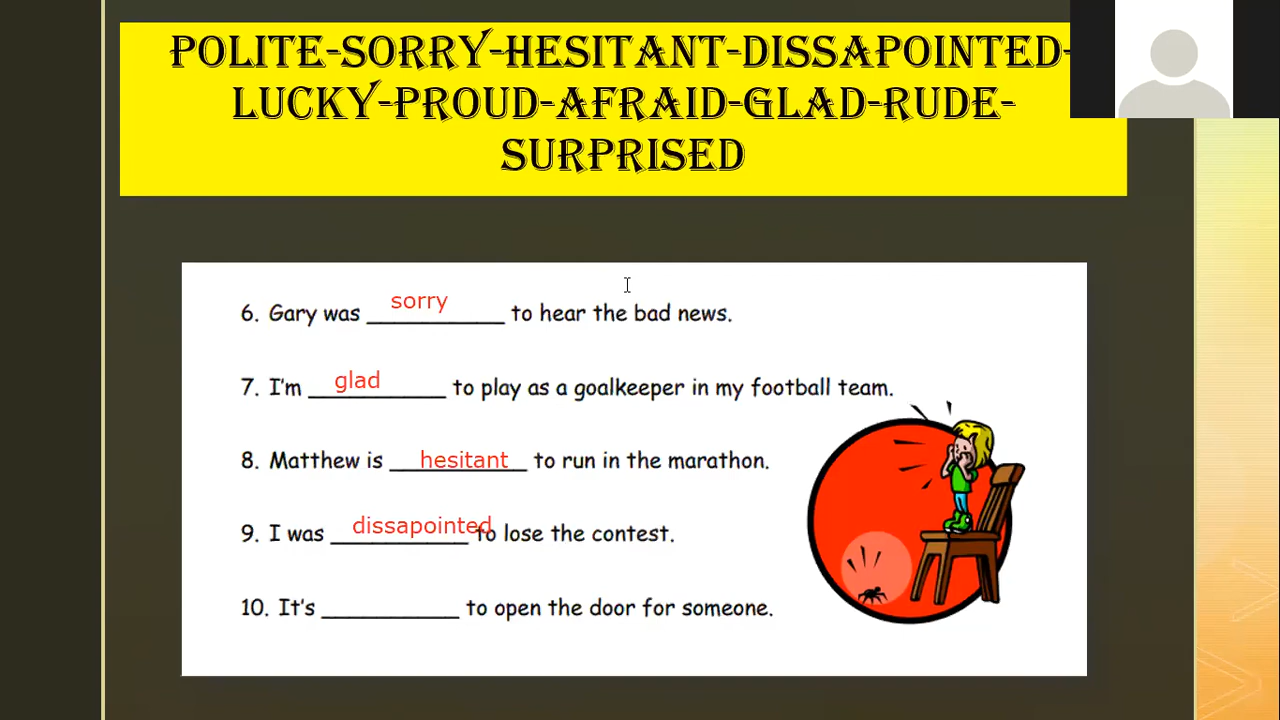 POLITE-SORRY-HESITANT-DISSAPOINTED-
LUCKY-PROUD-AFRAID-GLAD-RUDE-
SURPRISED
6. Gary was sorry to hear the bad news.
7. I'm glad to play as a goalkeeper in my football team.
8. Matthew is hesitant to run in the marathon.
9. I was dissapointed to lose the contest.
10. It's __________ to open the door for someone.